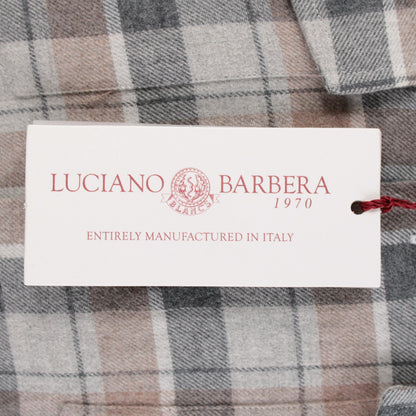 LUCIANO BARBERA
1970
ENTIRELY MANUFACTURED IN ITALY